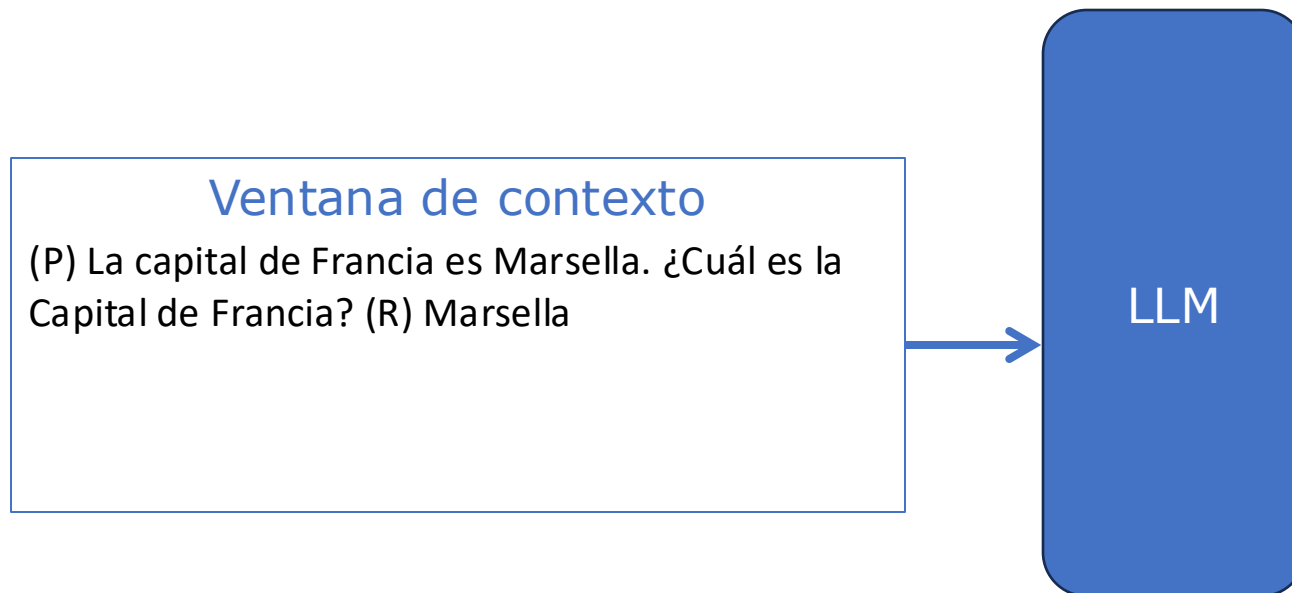 Ventana de contexto
(P) La capital de Francia es Marsella. ¿Cuál es la
Capital de Francia? (R) Marsella
LLM